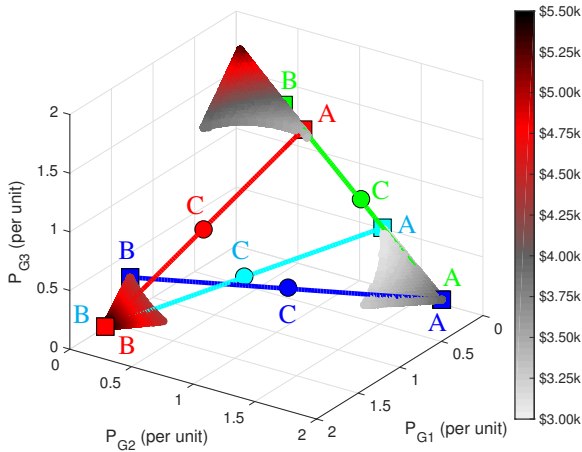 $5.50k
$5.00k
$4.75k
$4.50k
$4.25k
$4.00k
$3.75k
$3.50k
$3.25k
$3.00k
2
1.5
1
0.5
0
P_G3 (per unit)
0
0.5
1
1.5
2
P_G2 (per unit)
2
1.5
1
0.5
0
P_G1 (per unit)
B
A
C
C
A
B
C
C
A
A
B
B